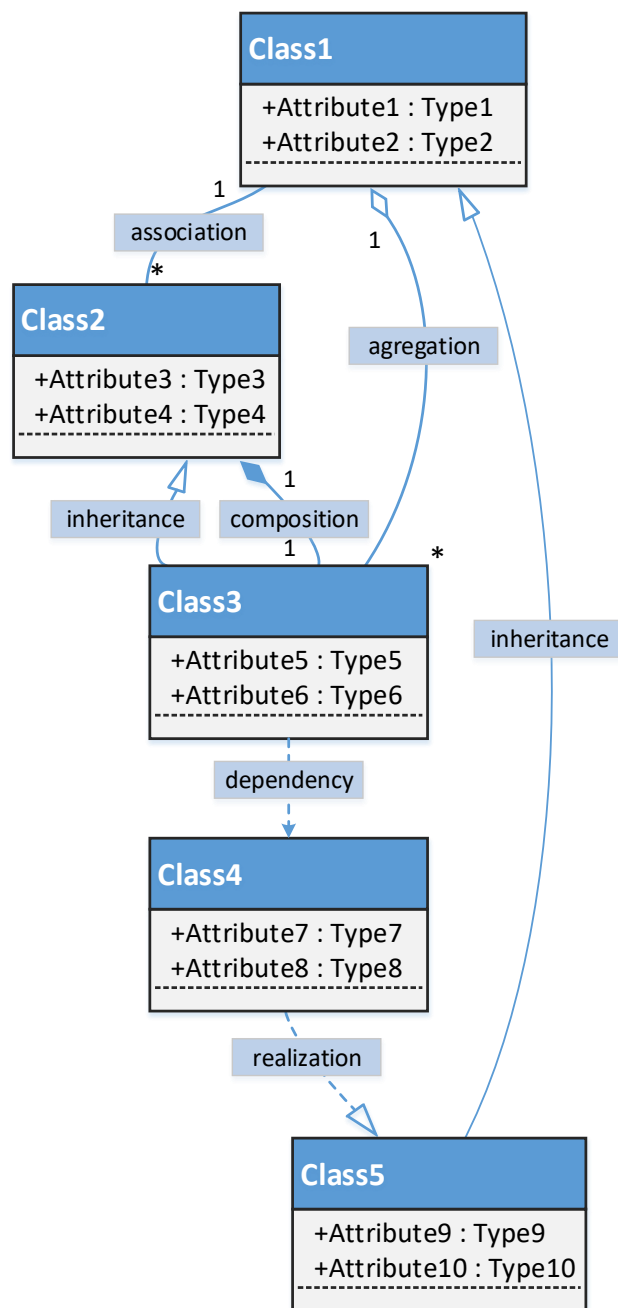 Class1
+Attribute1 : Type1
+Attribute2 : Type2
1
association
*
1
Class2
+Attribute3 : Type3
+Attribute4 : Type4
agregation
inheritance
1
composition
1
*
Class3
+Attribute5 : Type5
+Attribute6 : Type6
inheritance
dependency
Class4
+Attribute7 : Type7
+Attribute8 : Type8
realization
Class5
+Attribute9 : Type9
+Attribute10 : Type10